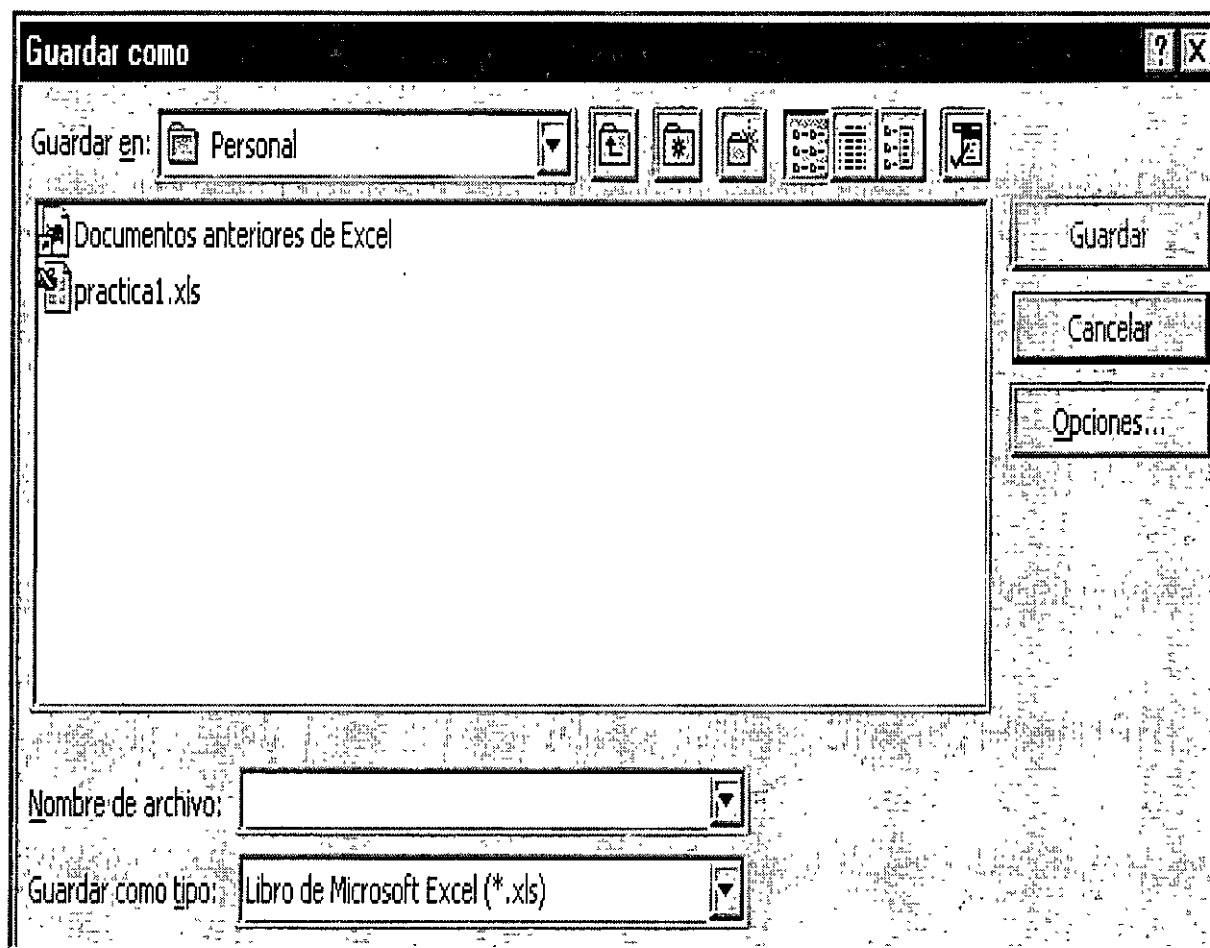 Guardar como
Guardar en: Personal
Documentos anteriores de Excel
practica1.xls
Guardar
Cancelar
Opciones...
Nombre de archivo:
Guardar como tipo: Libro de Microsoft Excel (*.xls)